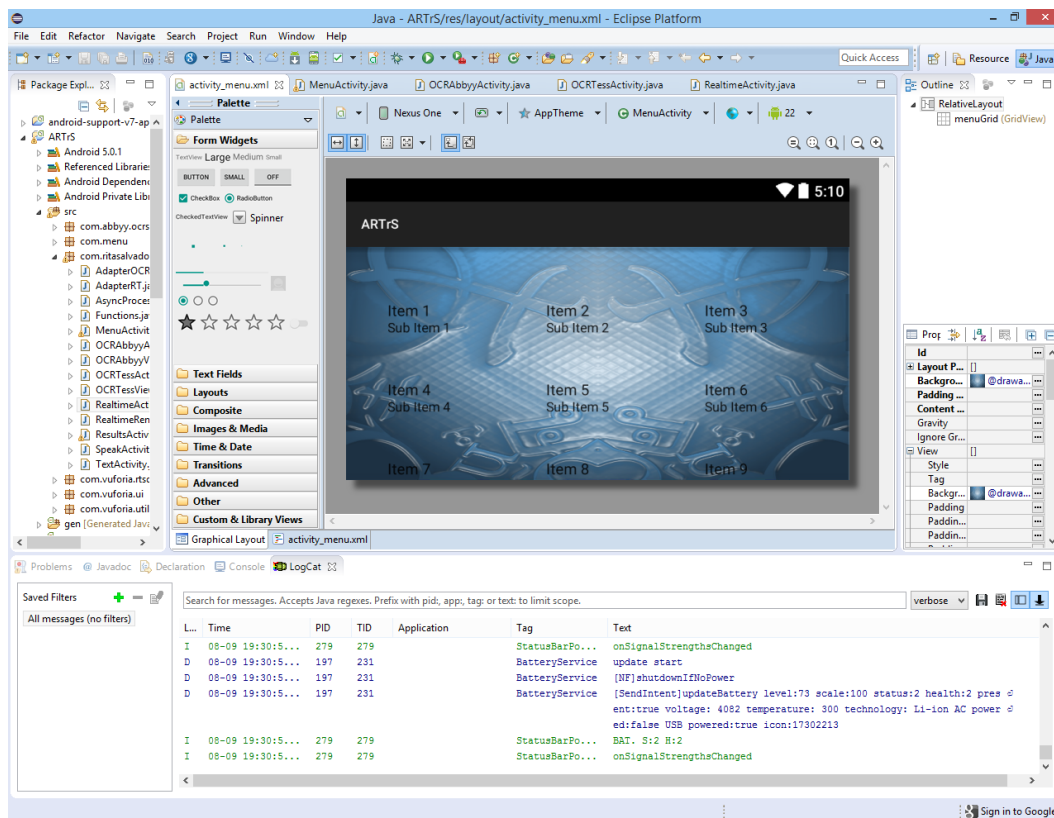 Java - ARTrS/res/layout/activity_menu.xml - Eclipse Platform
File Edit Refactor Navigate Search Project Run Window Help
Quick Access
Resource
Java
Package Expl...
android-support-v7-ap
ARTrS
Android 5.0.1
Referenced Librarie
Android Dependenc
Android Private Libr
src
com.abbyy.ocrs
com.menu
com.ritasalvado
AdapterOCR
AdapterRT.ja
AsyncProces
Functions.ja
MenuActivit
OCRAbbyyA
OCRAbbyyV
OCRTessAct
OCRTessVie
RealtimeAct
RealtimeRen
ResultsActiv
SpeakActivit
TextActivity.
com.vuforia.rtsc
com.vuforia.ui
com.vuforia.util
gen [Generated Java
activity_menu.xml
MenuActivity.java
OCRAbbyyActivity.java
OCRTessActivity.java
RealtimeActivity.java
Palette
Palette
Form Widgets
TextView Large Medium Small
BUTTON SMALL OFF
CheckBox RadioButton
CheckedTextView Spinner
Text Fields
Layouts
Composite
Images & Media
Time & Date
Transitions
Advanced
Other
Custom & Library Views
Graphical Layout
activity_menu.xml
Nexus One
AppTheme
MenuActivity
22
5:10
ARTrS
Item 1 Item 2 Item 3
Sub Item 1 Sub Item 2 Sub Item 3
Item 4 Item 5 Item 6
Sub Item 4 Sub Item 5 Sub Item 6
Item 7 Item 8 Item 9
Outline
RelativeLayout
menuGrid (GridView)
Prop
Id
Layout P... []
Backgro... @drawa...
Padding
Content ...
Gravity
Ignore Gr...
View []
Style
Tag
Backgr... @drawa...
Padding
Paddin...
Paddin...
Problems @ Javadoc Declaration Console LogCat
Saved Filters
All messages (no filters)
Search for messages. Accepts Java regexes. Prefix with pid:, app:, tag: or text: to limit scope.
verbose
L... Time PID TID Application Tag Text
I 08-09 19:30:5... 279 279 StatusBarPo... onSignalStrengthsChanged
D 08-09 19:30:5... 197 231 BatteryService update start
D 08-09 19:30:5... 197 231 BatteryService [NF]shutdownIfNoPower
D 08-09 19:30:5... 197 231 BatteryService [SendIntent]updateBattery level:73 scale:100 status:2 health:2 pres
ent:true voltage: 4082 temperature: 300 technology: Li-ion AC power
ed:false USB powered:true icon:17302213
I 08-09 19:30:5... 279 279 StatusBarPo... BAT. S:2 H:2
I 08-09 19:30:5... 279 279 StatusBarPo... onSignalStrengthsChanged
Sign in to Google